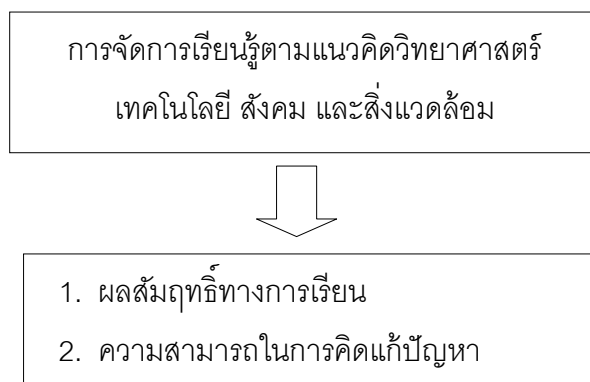 การจัดการเรียนรู้ตามแนวคิดวิทยาศาสตร์
เทคโนโลยี สังคม และสิ่งแวดล้อม
1. ผลสัมฤทธิ์ทางการเรียน
2. ความสามารถในการคิดแก้ปัญหา